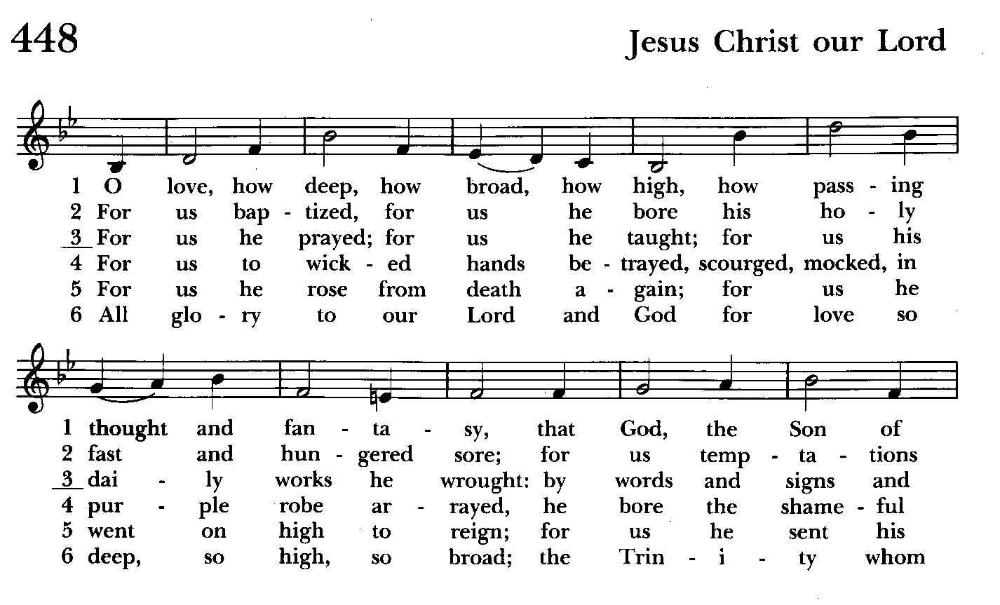 448 Jesus Christ our Lord
1 O love, how deep, how broad, how high, how pass - ing
2 For us bap - tized, for us he bore his ho - ly
3 For us he prayed; for us he taught; for us his
4 For us to wick - ed hands be - trayed, scourged, mocked, in
5 For us he rose from death a - gain; for us he
6 All glo - ry to our Lord and God for love so
1 thought and fan - ta - sy, that God, the Son of
2 fast and hun - gered sore; for us temp - ta - tions
3 dai - ly works he wrought: by words and signs and
4 pur - ple robe ar - rayed, he bore the shame - ful
5 went on high to reign; for us he sent his
6 deep, so high, so broad; the Trin - i - ty whom